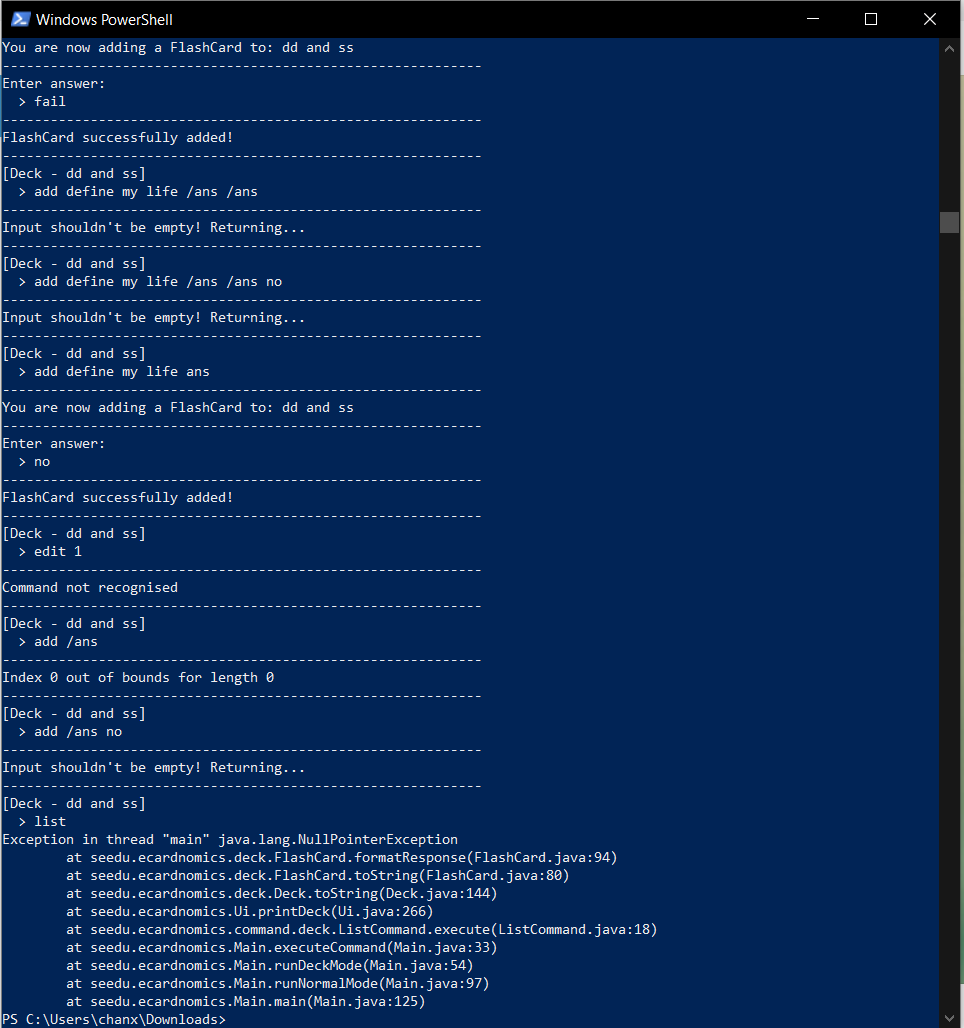 Windows PowerShell
You are now adding a FlashCard to: dd and ss
------------------------------------------------------------
Enter answer:
  > fail
------------------------------------------------------------
FlashCard successfully added!
------------------------------------------------------------
[Deck - dd and ss]
  > add define my life /ans /ans
------------------------------------------------------------
Input shouldn't be empty! Returning...
------------------------------------------------------------
[Deck - dd and ss]
  > add define my life /ans /ans no
------------------------------------------------------------
Input shouldn't be empty! Returning...
------------------------------------------------------------
[Deck - dd and ss]
  > add define my life ans
------------------------------------------------------------
You are now adding a FlashCard to: dd and ss
------------------------------------------------------------
Enter answer:
  > no
------------------------------------------------------------
FlashCard successfully added!
------------------------------------------------------------
[Deck - dd and ss]
  > edit 1
------------------------------------------------------------
Command not recognised
------------------------------------------------------------
[Deck - dd and ss]
  > add /ans
------------------------------------------------------------
Index 0 out of bounds for length 0
------------------------------------------------------------
[Deck - dd and ss]
  > add /ans no
------------------------------------------------------------
Input shouldn't be empty! Returning...
------------------------------------------------------------
[Deck - dd and ss]
  > list
Exception in thread "main" java.lang.NullPointerException
        at seedu.ecardnomics.deck.FlashCard.formatResponse(FlashCard.java:94)
        at seedu.ecardnomics.deck.FlashCard.toString(FlashCard.java:80)
        at seedu.ecardnomics.deck.Deck.toString(Deck.java:144)
        at seedu.ecardnomics.Ui.printDeck(Ui.java:266)
        at seedu.ecardnomics.command.deck.ListCommand.execute(ListCommand.java:18)
        at seedu.ecardnomics.Main.executeCommand(Main.java:33)
        at seedu.ecardnomics.Main.runDeckMode(Main.java:54)
        at seedu.ecardnomics.Main.runNormalMode(Main.java:97)
        at seedu.ecardnomics.Main.main(Main.java:125)
PS C:\Users\chanx\Downloads>